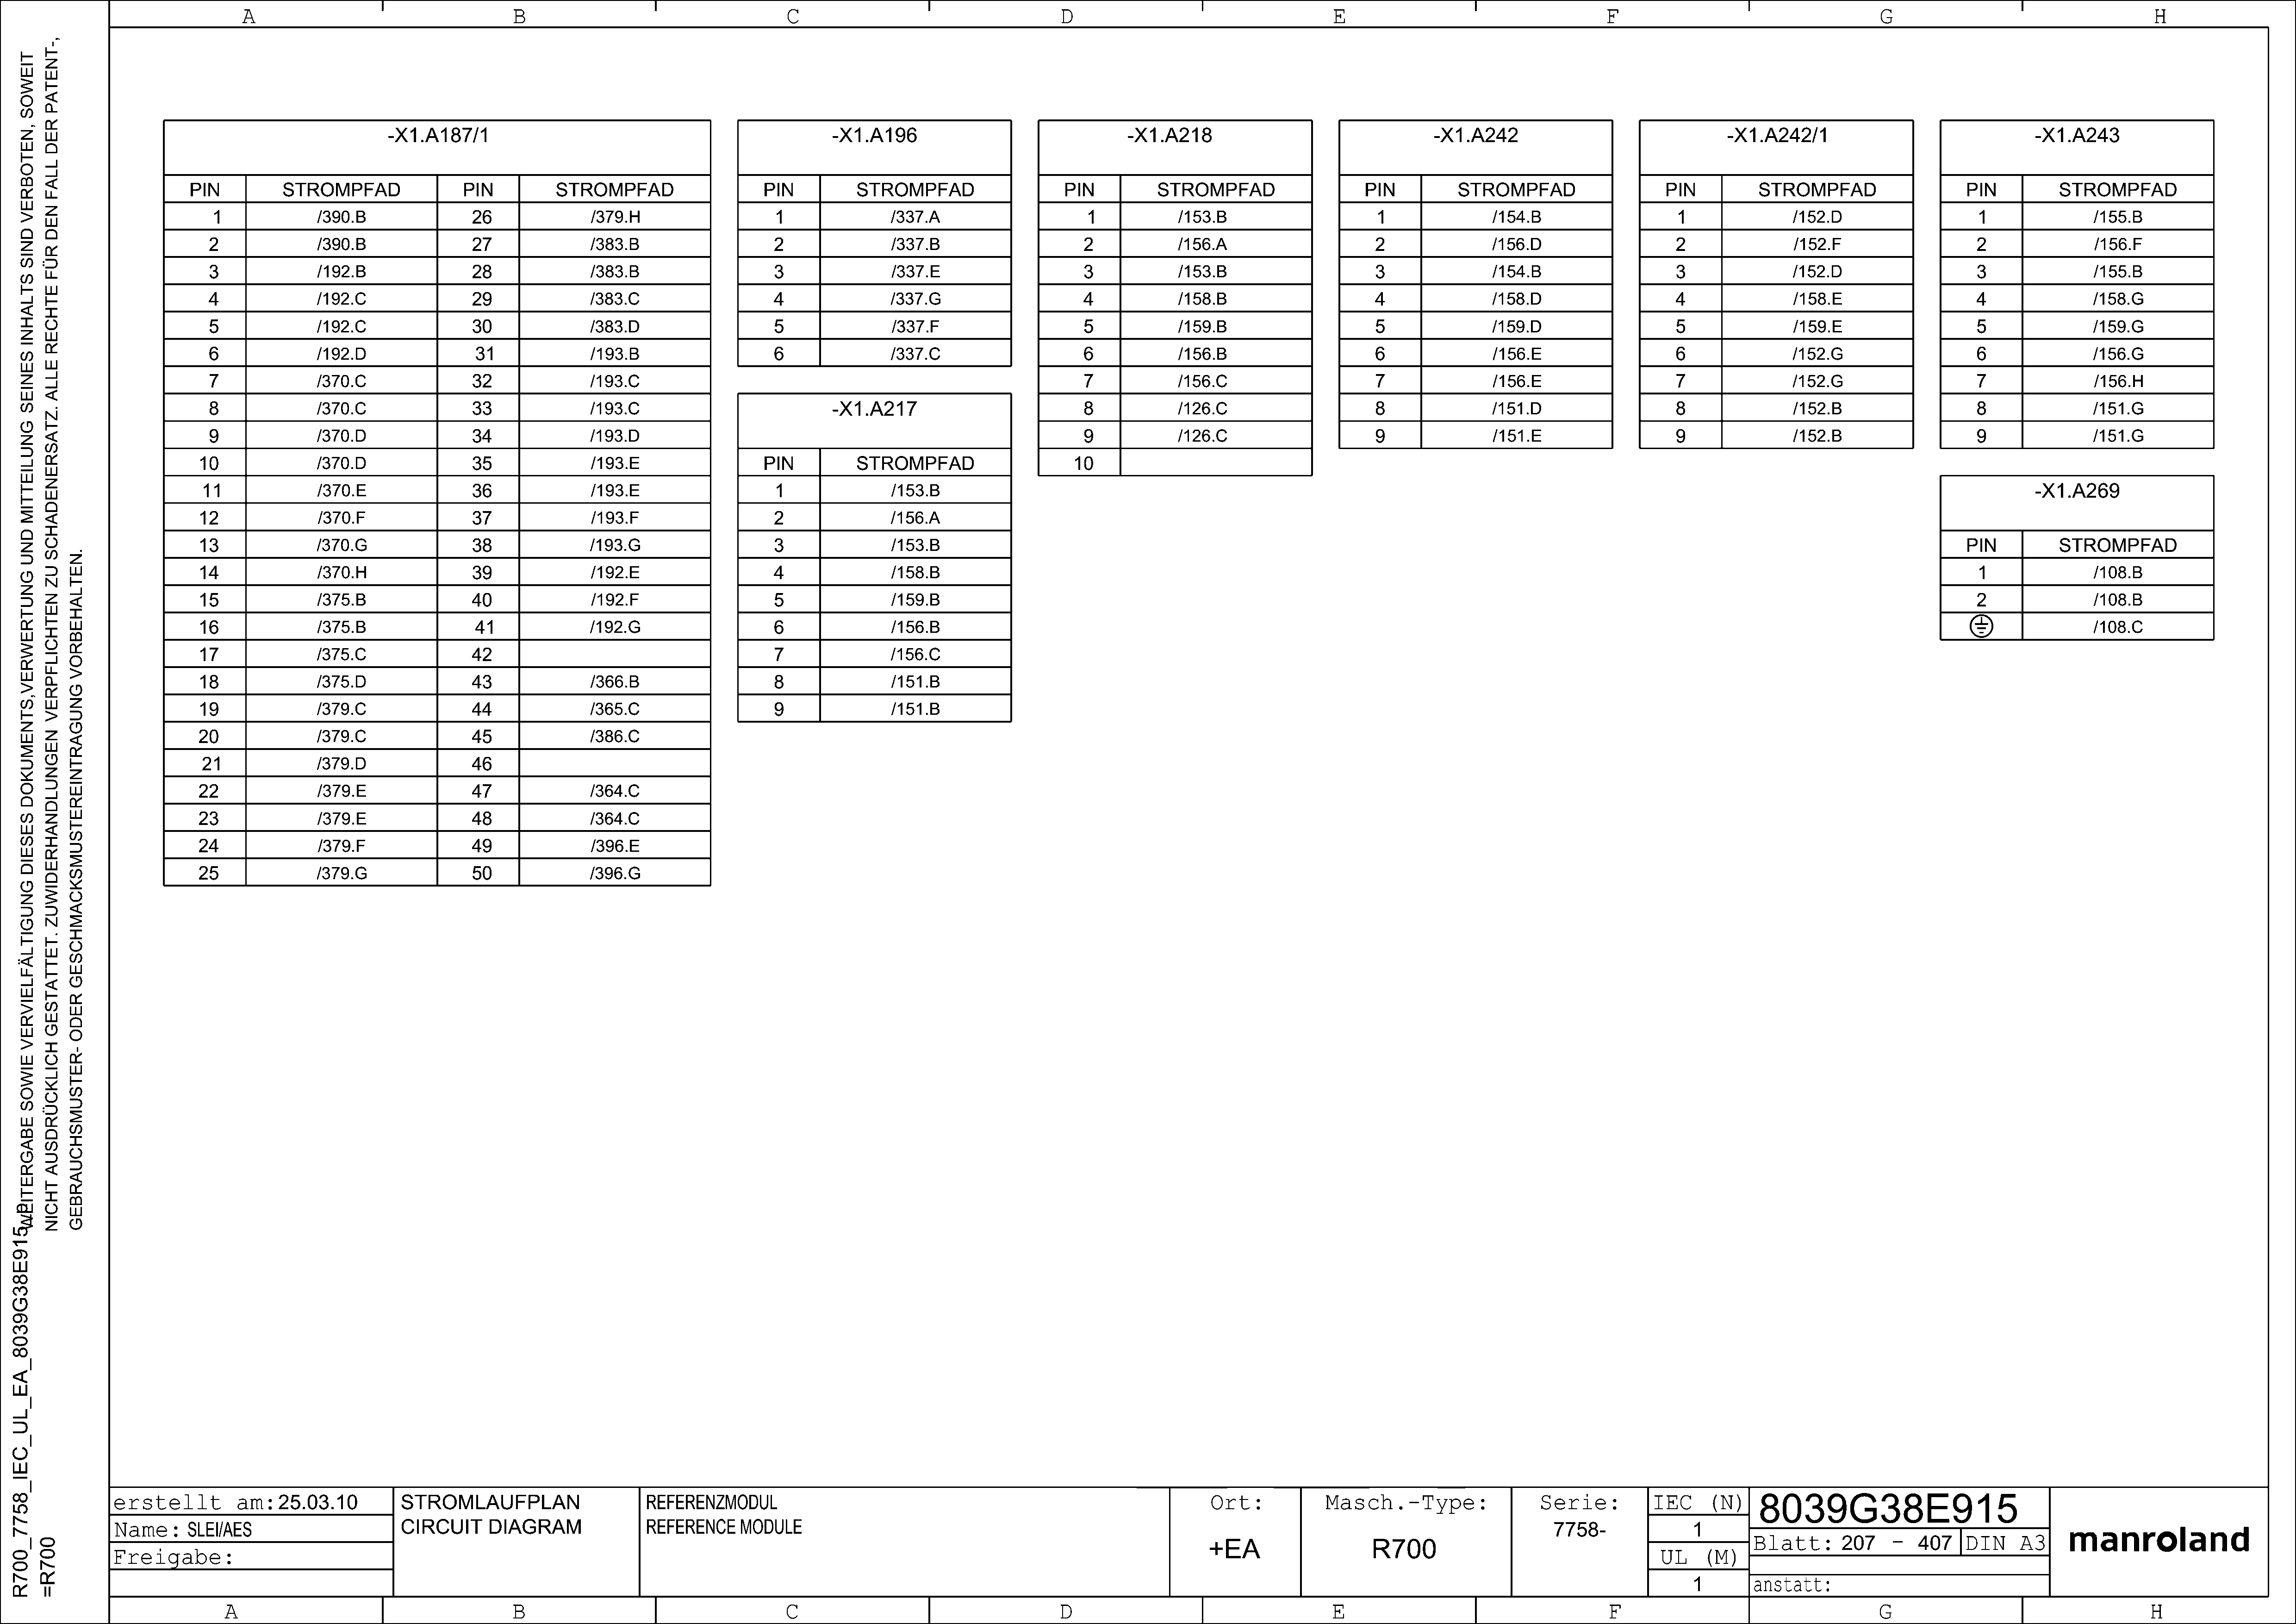 A B C D E F G H
WEITERGABE SOWIE VERVIELFÄLTIGUNG DIESES DOKUMENTS,VERWERTUNG UND MITTEILUNG SEINES INHALTS SIND VERBOTEN, SOWEIT
NICHT AUSDRÜCKLICH GESTATTET. ZUWIDERHANDLUNGEN VERPFLICHTEN ZU SCHADENERSATZ. ALLE RECHTE FÜR DEN FALL DER PATENT-,
GEBRAUCHSMUSTER- ODER GESCHMACKSMUSTEREINTRAGUNG VORBEHALTEN.
-X1.A187/1
PIN STROMPFAD PIN STROMPFAD
1 /390.B 26 /379.H
2 /390.B 27 /383.B
3 /192.B 28 /383.B
4 /192.C 29 /383.C
5 /192.C 30 /383.D
6 /192.D 31 /193.B
7 /370.C 32 /193.C
8 /370.C 33 /193.C
9 /370.D 34 /193.D
10 /370.D 35 /193.E
11 /370.E 36 /193.E
12 /370.F 37 /193.F
13 /370.G 38 /193.G
14 /370.H 39 /192.E
15 /375.B 40 /192.F
16 /375.B 41 /192.G
17 /375.C 42
18 /375.D 43 /366.B
19 /379.C 44 /365.C
20 /379.C 45 /386.C
21 /379.D 46
22 /379.E 47 /364.C
23 /379.E 48 /364.C
24 /379.F 49 /396.E
25 /379.G 50 /396.G
-X1.A196
PIN STROMPFAD
1 /337.A
2 /337.B
3 /337.E
4 /337.G
5 /337.F
6 /337.C
-X1.A217
PIN STROMPFAD
1 /153.B
2 /156.A
3 /153.B
4 /158.B
5 /159.B
6 /156.B
7 /156.C
8 /151.B
9 /151.B
-X1.A218
PIN STROMPFAD
1 /153.B
2 /156.A
3 /153.B
4 /158.B
5 /159.B
6 /156.B
7 /156.C
8 /126.C
9 /126.C
10
-X1.A242
PIN STROMPFAD
1 /154.B
2 /156.D
3 /154.B
4 /158.D
5 /159.D
6 /156.E
7 /156.E
8 /151.D
9 /151.E
-X1.A242/1
PIN STROMPFAD
1 /152.D
2 /152.F
3 /152.D
4 /158.E
5 /159.E
6 /152.G
7 /152.G
8 /152.B
9 /152.B
-X1.A243
PIN STROMPFAD
1 /155.B
2 /156.F
3 /155.B
4 /158.G
5 /159.G
6 /156.G
7 /156.H
8 /151.G
9 /151.G
-X1.A269
PIN STROMPFAD
1 /108.B
2 /108.B
/108.C
=R700
erstellt am: 25.03.10
Name: SLEI/AES
Freigabe:
STROMLAUFPLAN
CIRCUIT DIAGRAM
REFERENZMODUL
REFERENCE MODULE
Ort:
+EA
Masch.-Type:
R700
Serie:
7758-
IEC (N)
1
UL (M)
1
8039G38E915
Blatt: 207 - 407 DIN A3
anstatt:
manroland
A B C D E F G H